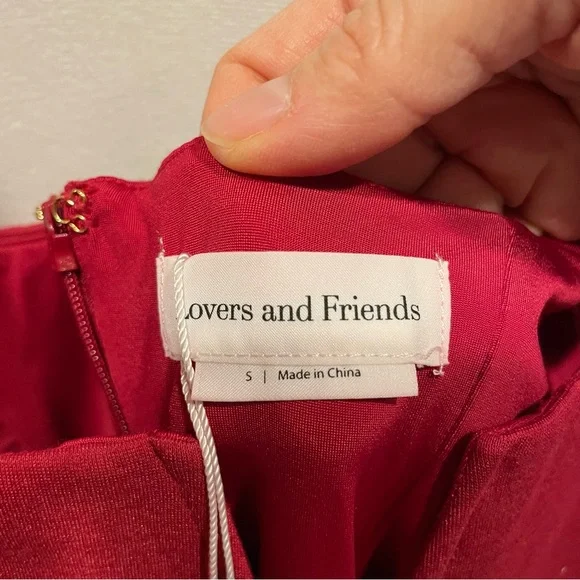 Lovers and Friends
S | Made in China